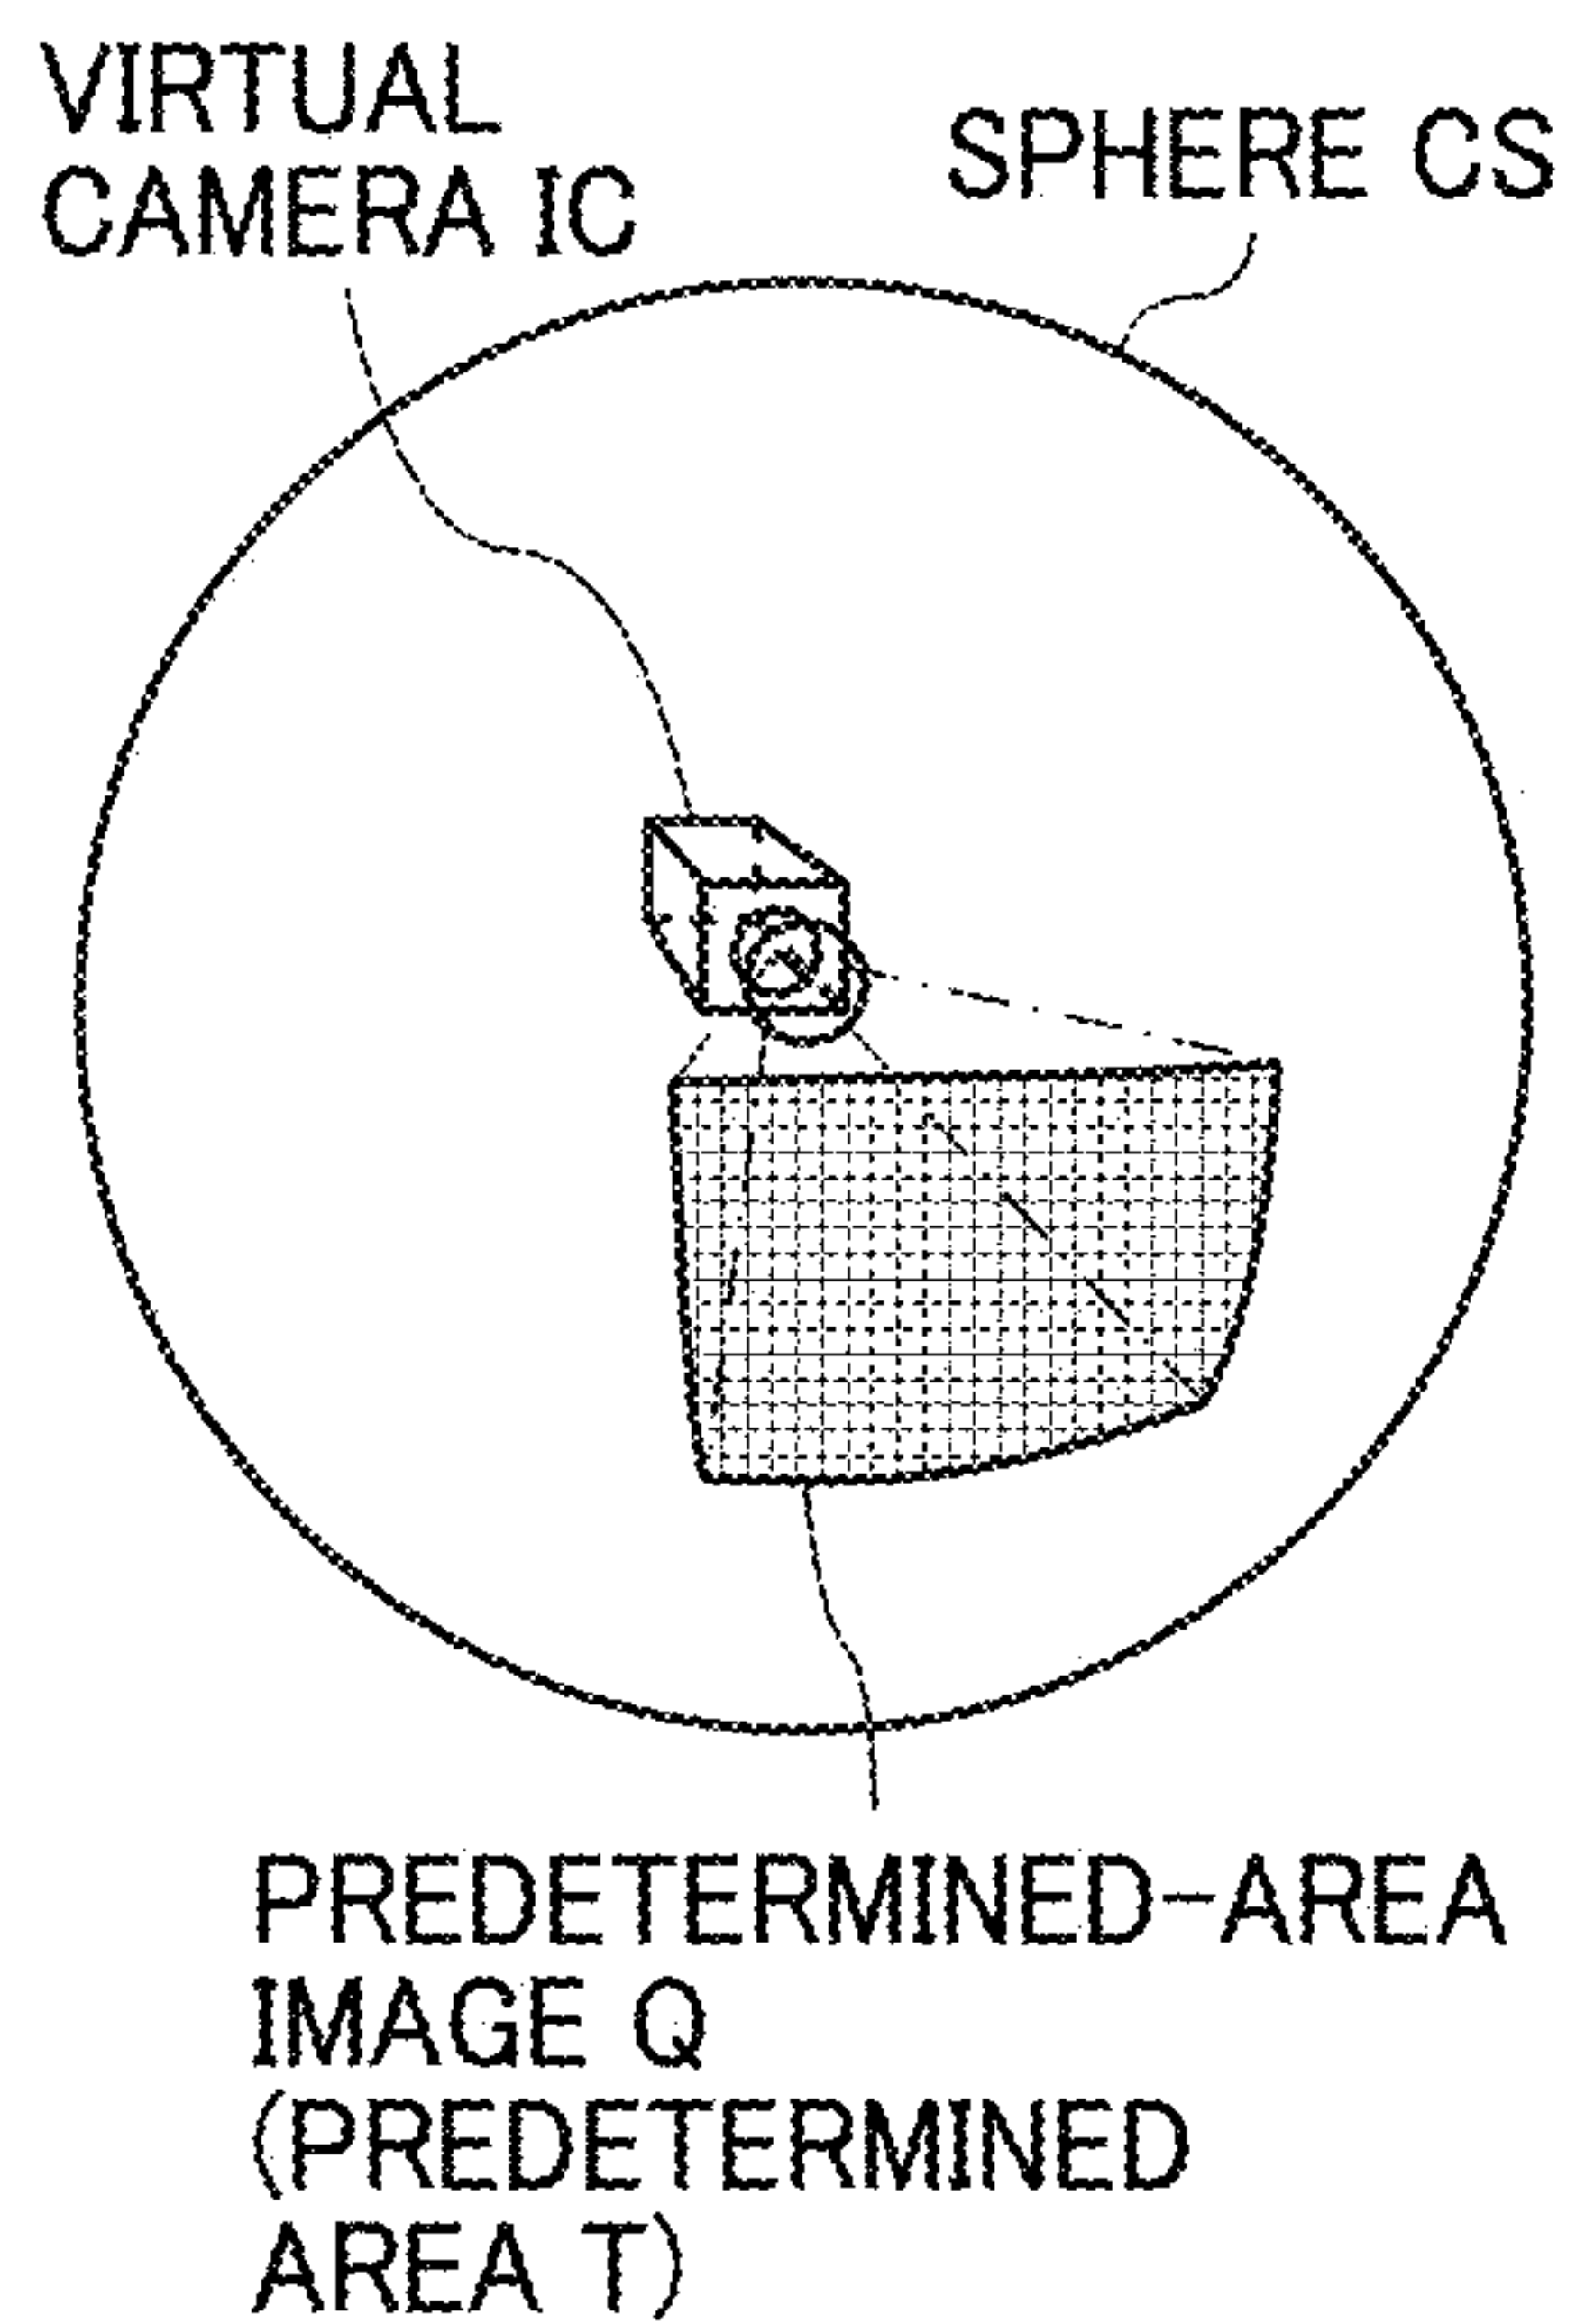 VIRTUAL
CAMERA IC
SPHERE CS
PREDETERMINED-AREA
IMAGE Q
(PREDETERMINED
AREA T)